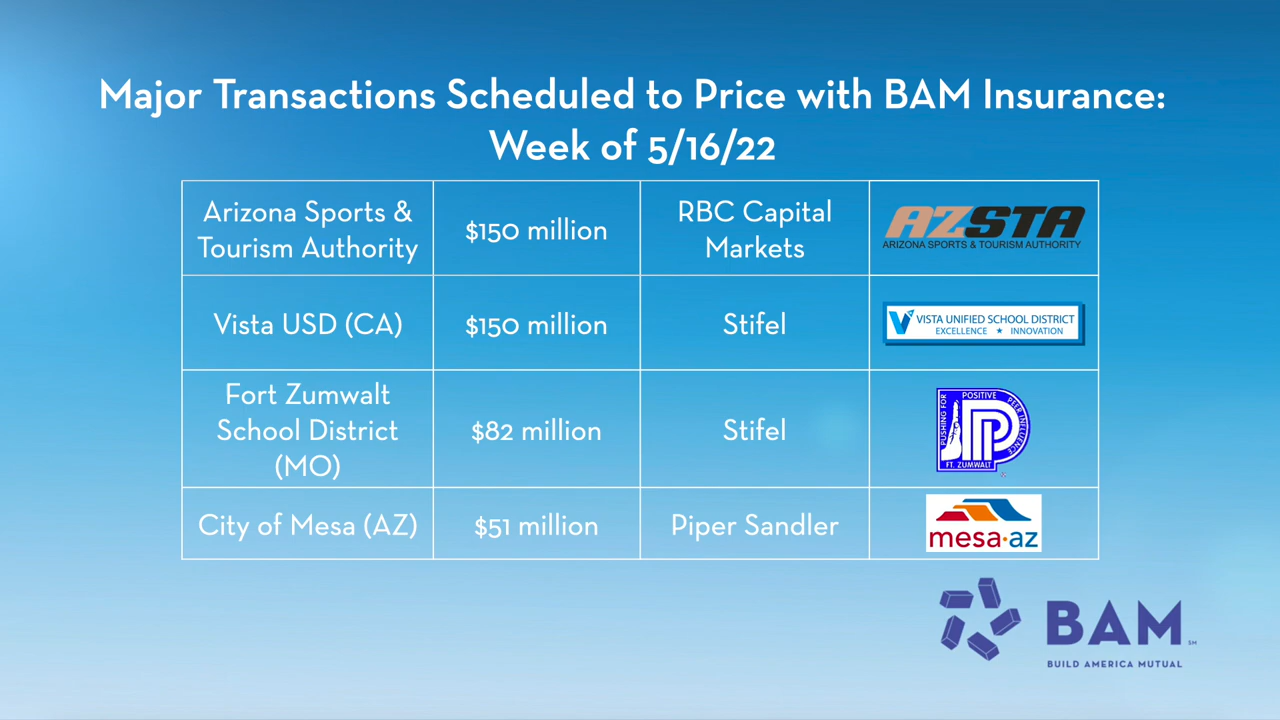 Major Transactions Scheduled to Price with BAM Insurance:
Week of 5/16/22
Arizona Sports &
Tourism Authority
$150 million
RBC Capital
Markets
AZSTA
ARIZONA SPORTS & TOURISM AUTHORITY
Vista USD (CA)
$150 million
Stifel
VISTA UNIFIED SCHOOL DISTRICT
EXCELLENCE ★ INNOVATION
Fort Zumwalt
School District
(MO)
$82 million
Stifel
PUSHING FOR
POSITIVE
PEER INFLUENCE
FT. ZUMWALT
City of Mesa (AZ)
$51 million
Piper Sandler
mesa·az
BAM SM
BUILD AMERICA MUTUAL